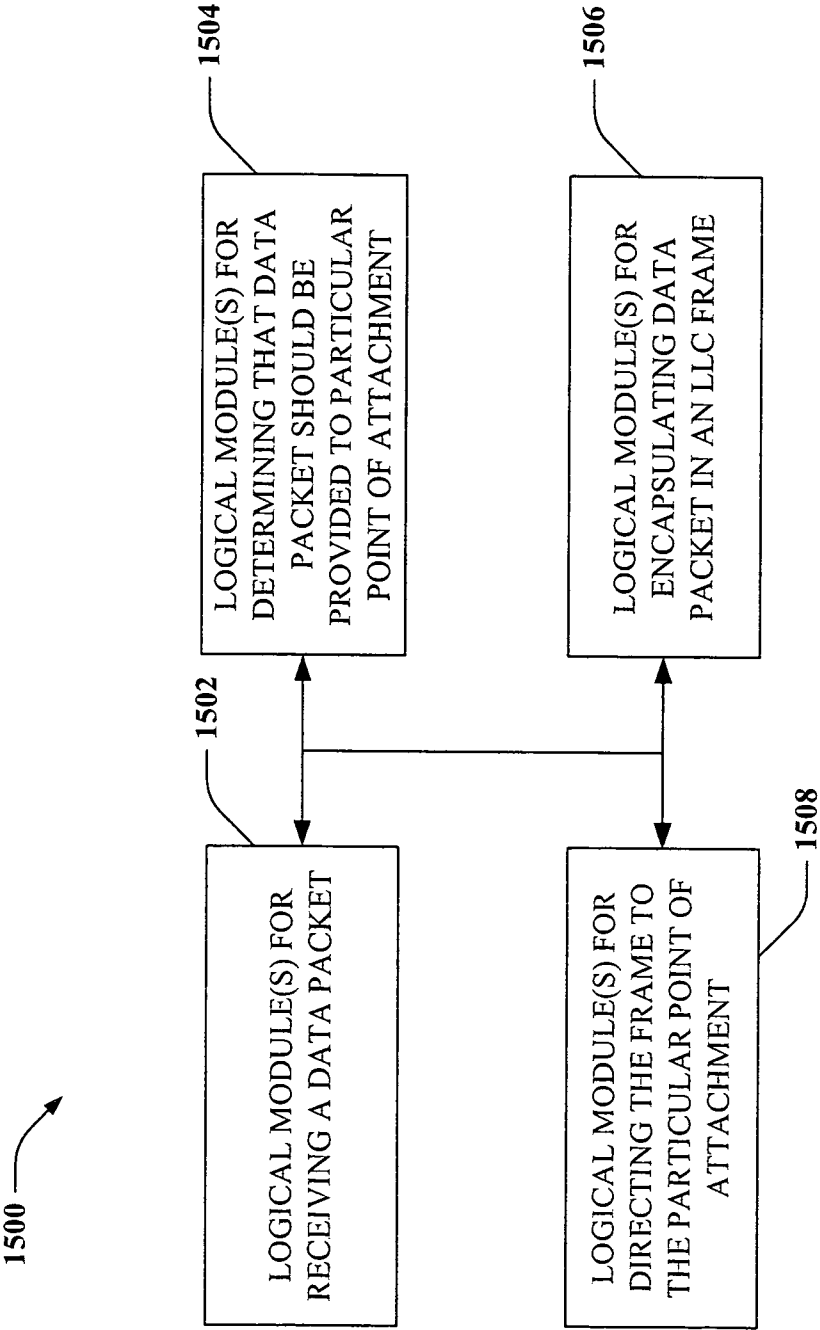 1500
1502
LOGICAL MODULE(S) FOR
RECEIVING A DATA PACKET
1504
LOGICAL MODULE(S) FOR
DETERMINING THAT DATA
PACKET SHOULD BE
PROVIDED TO PARTICULAR
POINT OF ATTACHMENT
1508
LOGICAL MODULE(S) FOR
DIRECTING THE FRAME TO
THE PARTICULAR POINT OF
ATTACHMENT
1506
LOGICAL MODULE(S) FOR
ENCAPSULATING DATA
PACKET IN AN LLC FRAME